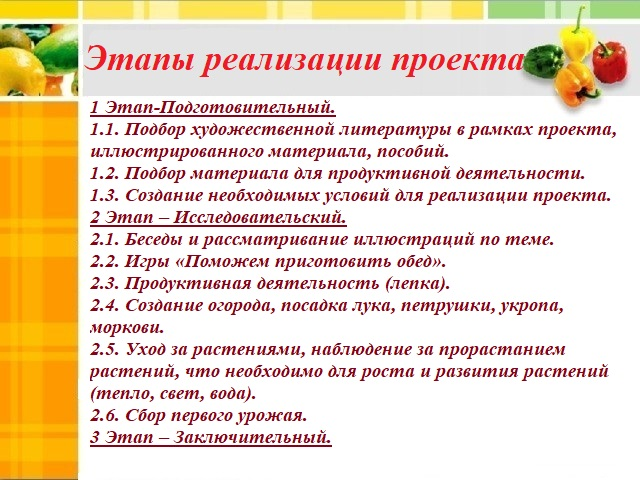 Этапы реализации проекта
1 Этап-Подготовительный.
1.1. Подбор художественной литературы в рамках проекта,
иллюстрированного материала, пособий.
1.2. Подбор материала для продуктивной деятельности.
1.3. Создание необходимых условий для реализации проекта.
2 Этап – Исследовательский.
2.1. Беседы и рассматривание иллюстраций по теме.
2.2. Игры «Поможем приготовить обед».
2.3. Продуктивная деятельность (лепка).
2.4. Создание огорода, посадка лука, петрушки, укропа,
моркови.
2.5. Уход за растениями, наблюдение за прорастанием
растений, что необходимо для роста и развития растений
(тепло, свет, вода).
2.6. Сбор первого урожая.
3 Этап – Заключительный.